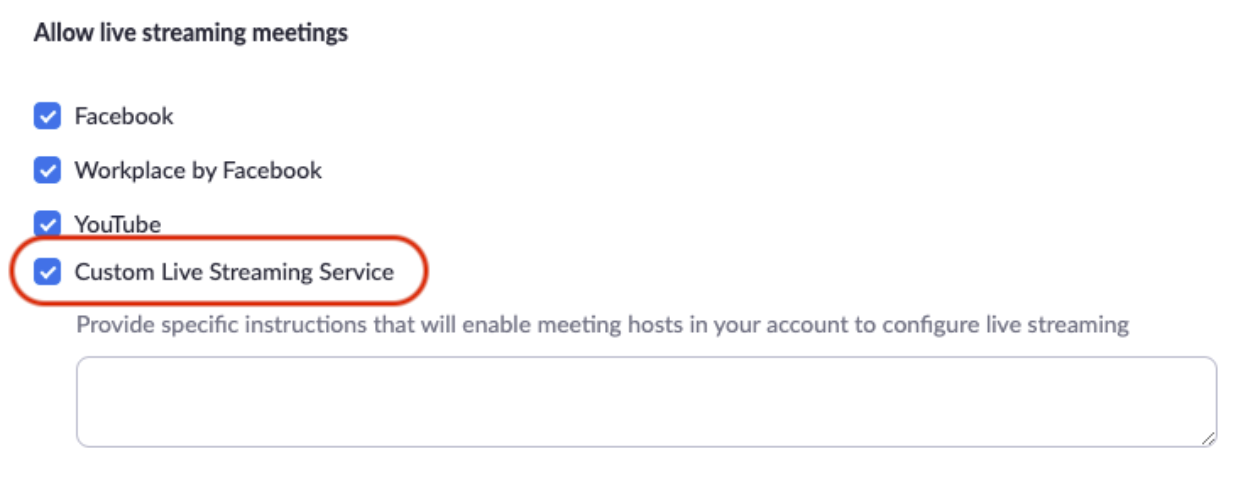 Allow live streaming meetings
Facebook
Workplace by Facebook
YouTube
Custom Live Streaming Service
Provide specific instructions that will enable meeting hosts in your account to configure live streaming